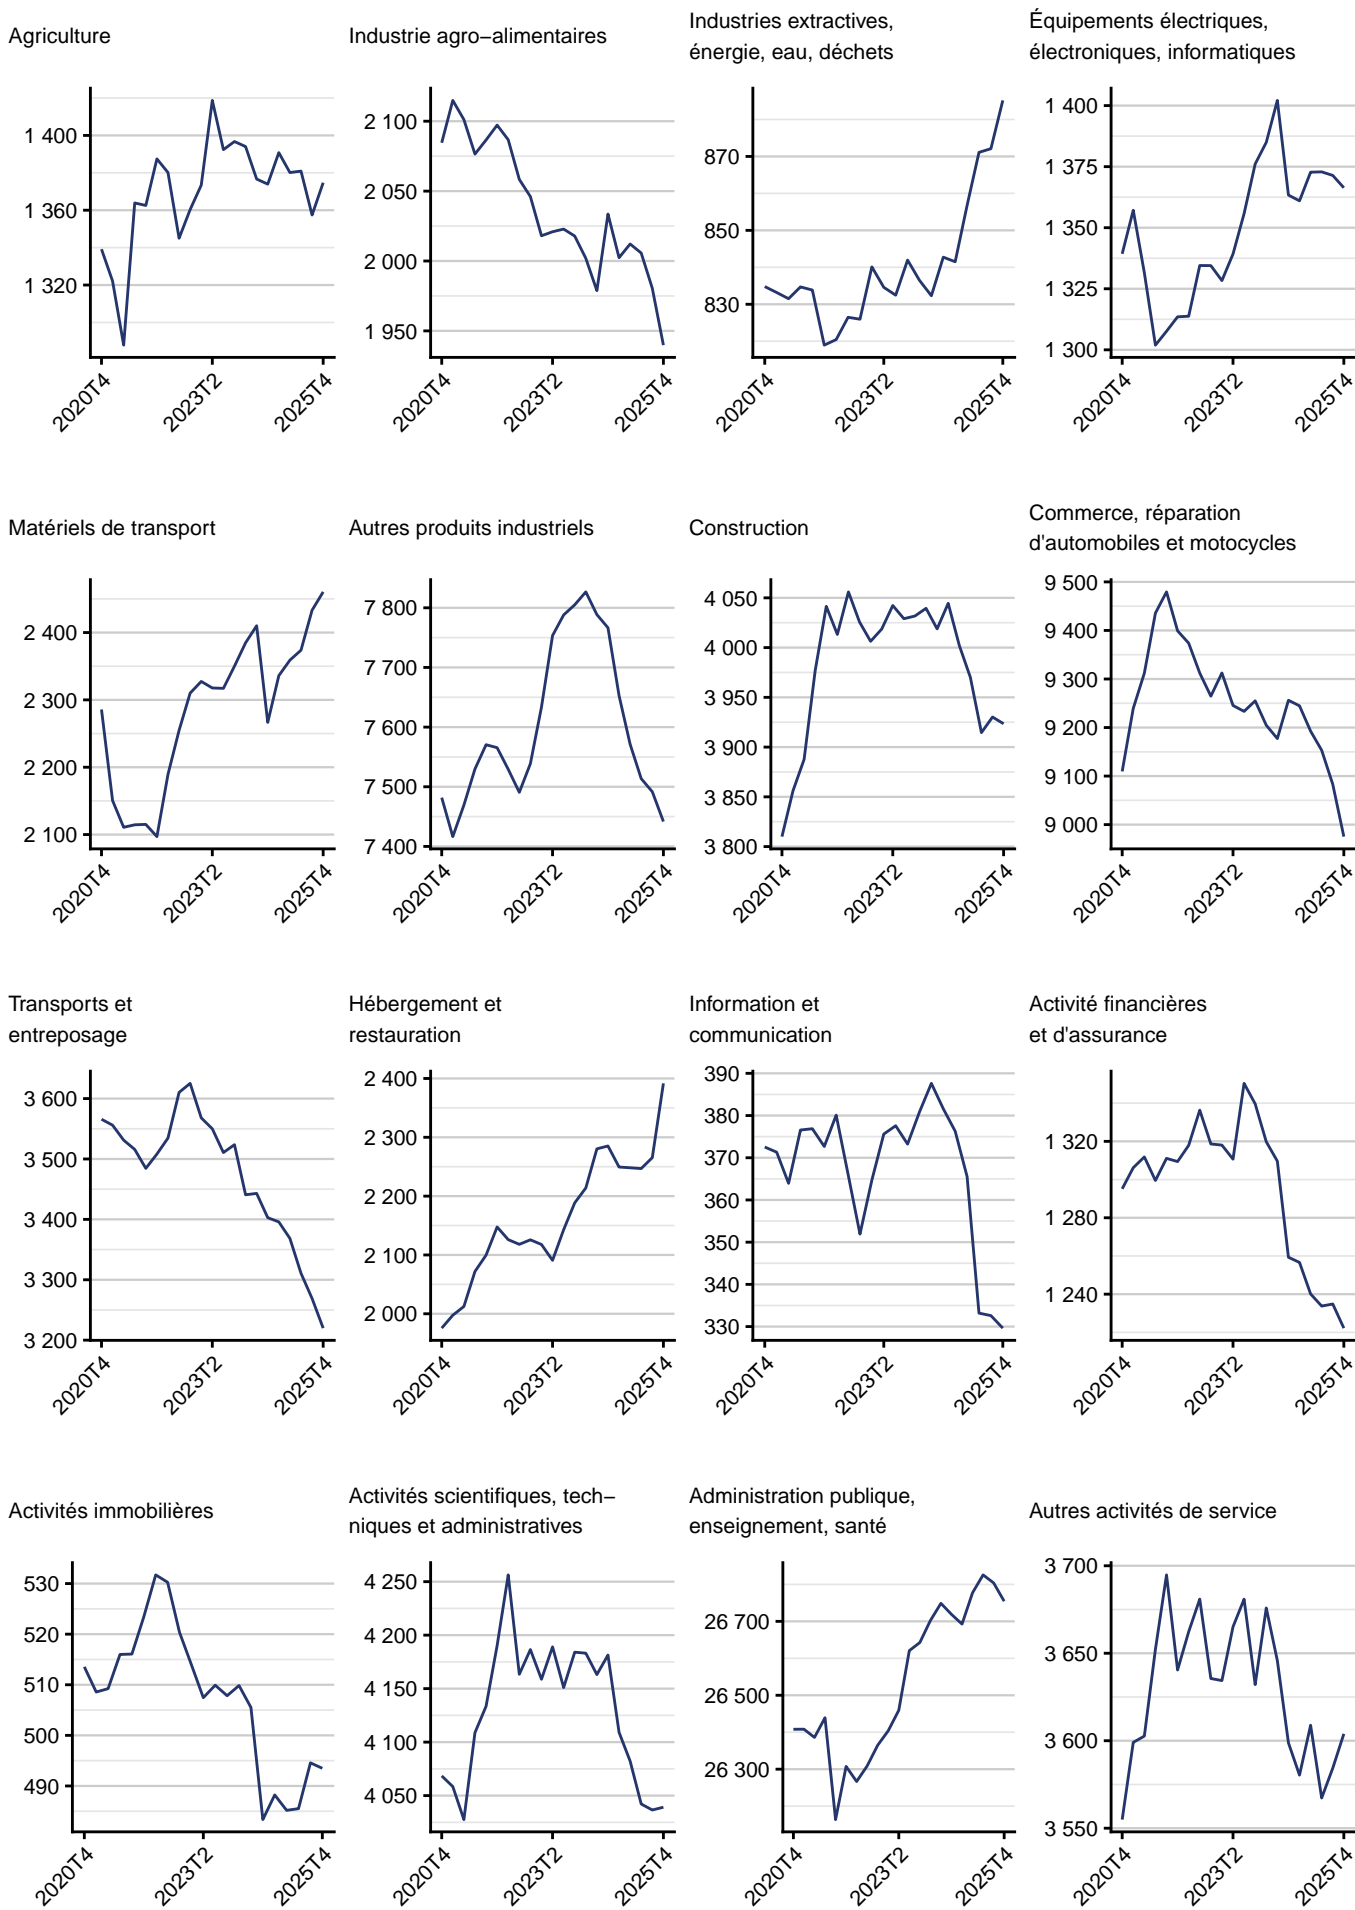 Agriculture
1 400
1 360
1 320
2020T4
2023T2
2025T4
Industrie agro−alimentaires
2 100
2 050
2 000
1 950
2020T4
2023T2
2025T4
Industries extractives,
énergie, eau, déchets
870
850
830
2020T4
2023T2
2025T4
Équipements électriques,
électroniques, informatiques
1 400
1 375
1 350
1 325
1 300
2020T4
2023T2
2025T4
Matériels de transport
2 400
2 300
2 200
2 100
2020T4
2023T2
2025T4
Autres produits industriels
7 800
7 700
7 600
7 500
7 400
2020T4
2023T2
2025T4
Construction
4 050
4 000
3 950
3 900
3 850
3 800
2020T4
2023T2
2025T4
Commerce, réparation
d'automobiles et motocycles
9 500
9 400
9 300
9 200
9 100
9 000
2020T4
2023T2
2025T4
Transports et
entreposage
3 600
3 500
3 400
3 300
3 200
2020T4
2023T2
2025T4
Hébergement et
restauration
2 400
2 300
2 200
2 100
2 000
2020T4
2023T2
2025T4
Information et
communication
390
380
370
360
350
340
330
2020T4
2023T2
2025T4
Activité financières
et d'assurance
1 320
1 280
1 240
2020T4
2023T2
2025T4
Activités immobilières
530
520
510
500
490
2020T4
2023T2
2025T4
Activités scientifiques, tech−
niques et administratives
4 250
4 200
4 150
4 100
4 050
2020T4
2023T2
2025T4
Administration publique,
enseignement, santé
26 700
26 500
26 300
2020T4
2023T2
2025T4
Autres activités de service
3 700
3 650
3 600
3 550
2020T4
2023T2
2025T4